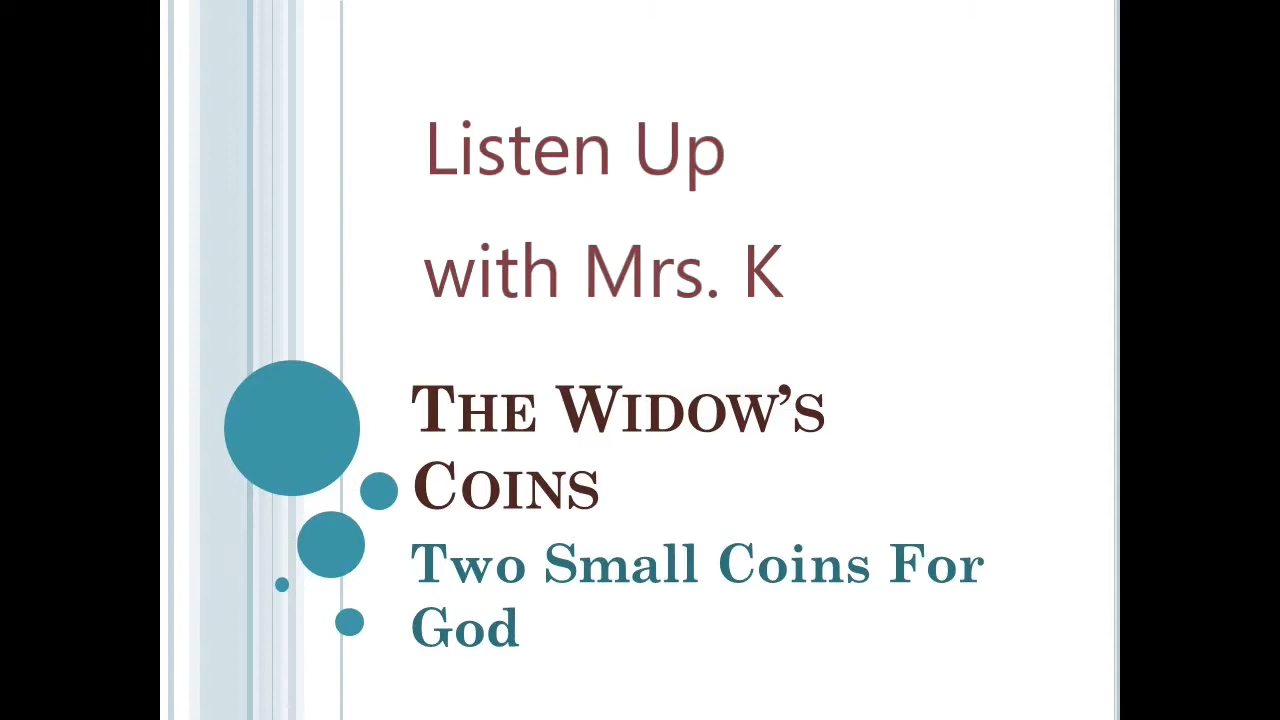 Listen Up
with Mrs. K
The Widow’s
Coins
Two Small Coins For
God